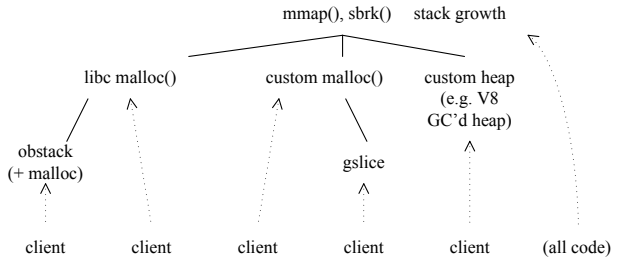 mmap(), sbrk() stack growth
libc malloc() custom malloc() custom heap
(e.g. V8
GC’d heap)
obstack
(+ malloc)
gslice
client client client client client (all code)